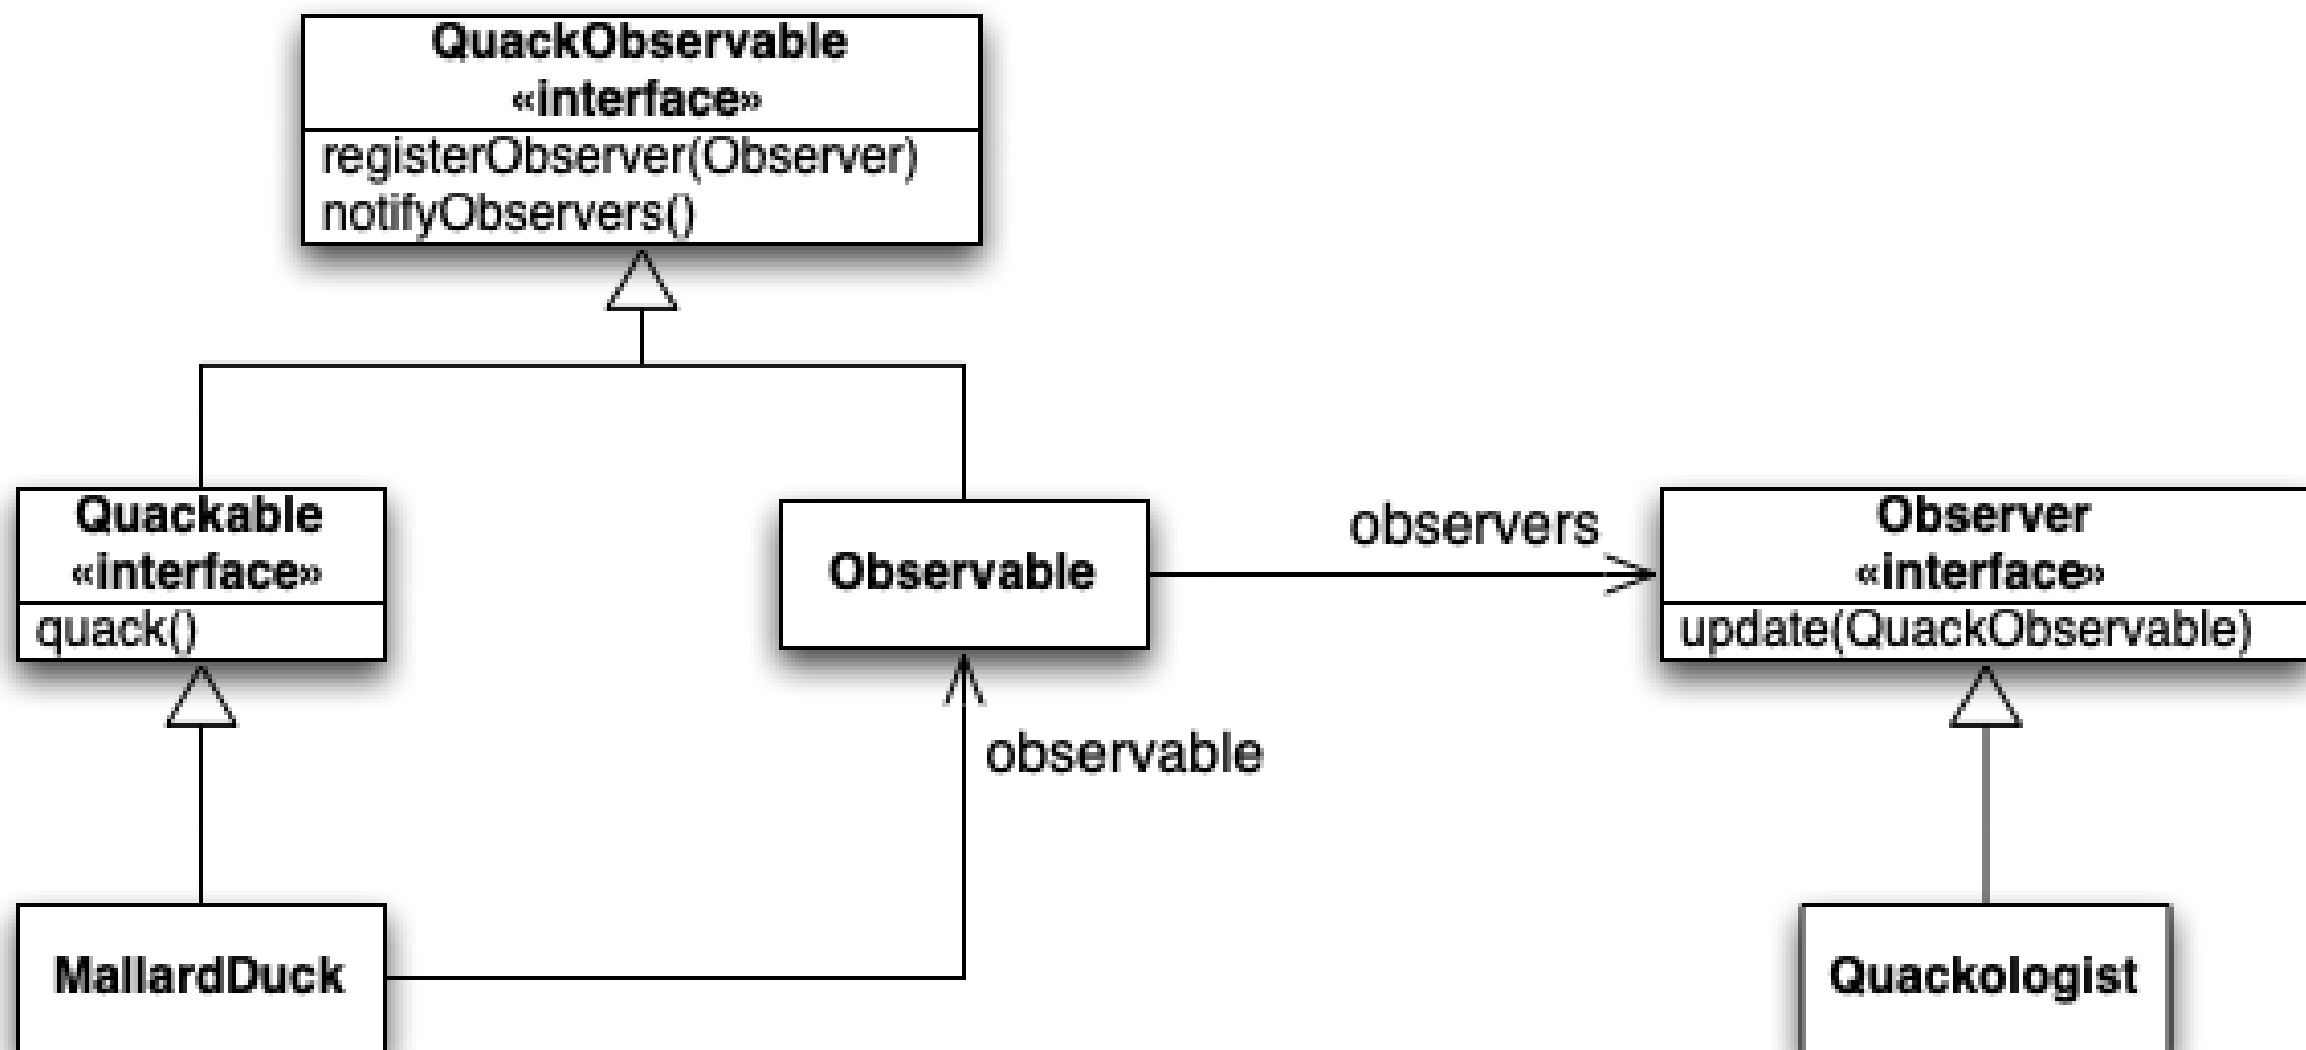 QuackObservable
«interface»
registerObserver(Observer)
notifyObservers()
Quackable
«interface»
quack()
Observable
observers
Observer
«interface»
update(QuackObservable)
observable
MallardDuck
Quackologist